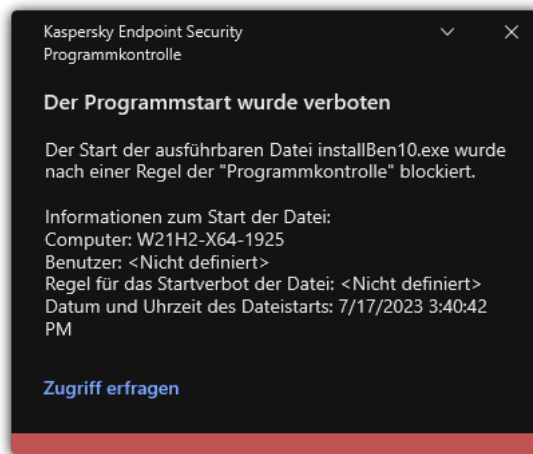 Kaspersky Endpoint Security
Programmkontrolle
Der Programmstart wurde verboten
Der Start der ausführbaren Datei installBen10.exe wurde
nach einer Regel der "Programmkontrolle" blockiert.
Informationen zum Start der Datei:
Computer: W21H2-X64-1925
Benutzer: <Nicht definiert>
Regel für das Startverbot der Datei: <Nicht definiert>
Datum und Uhrzeit des Dateistarts: 7/17/2023 3:40:42
PM
Zugriff erfragen